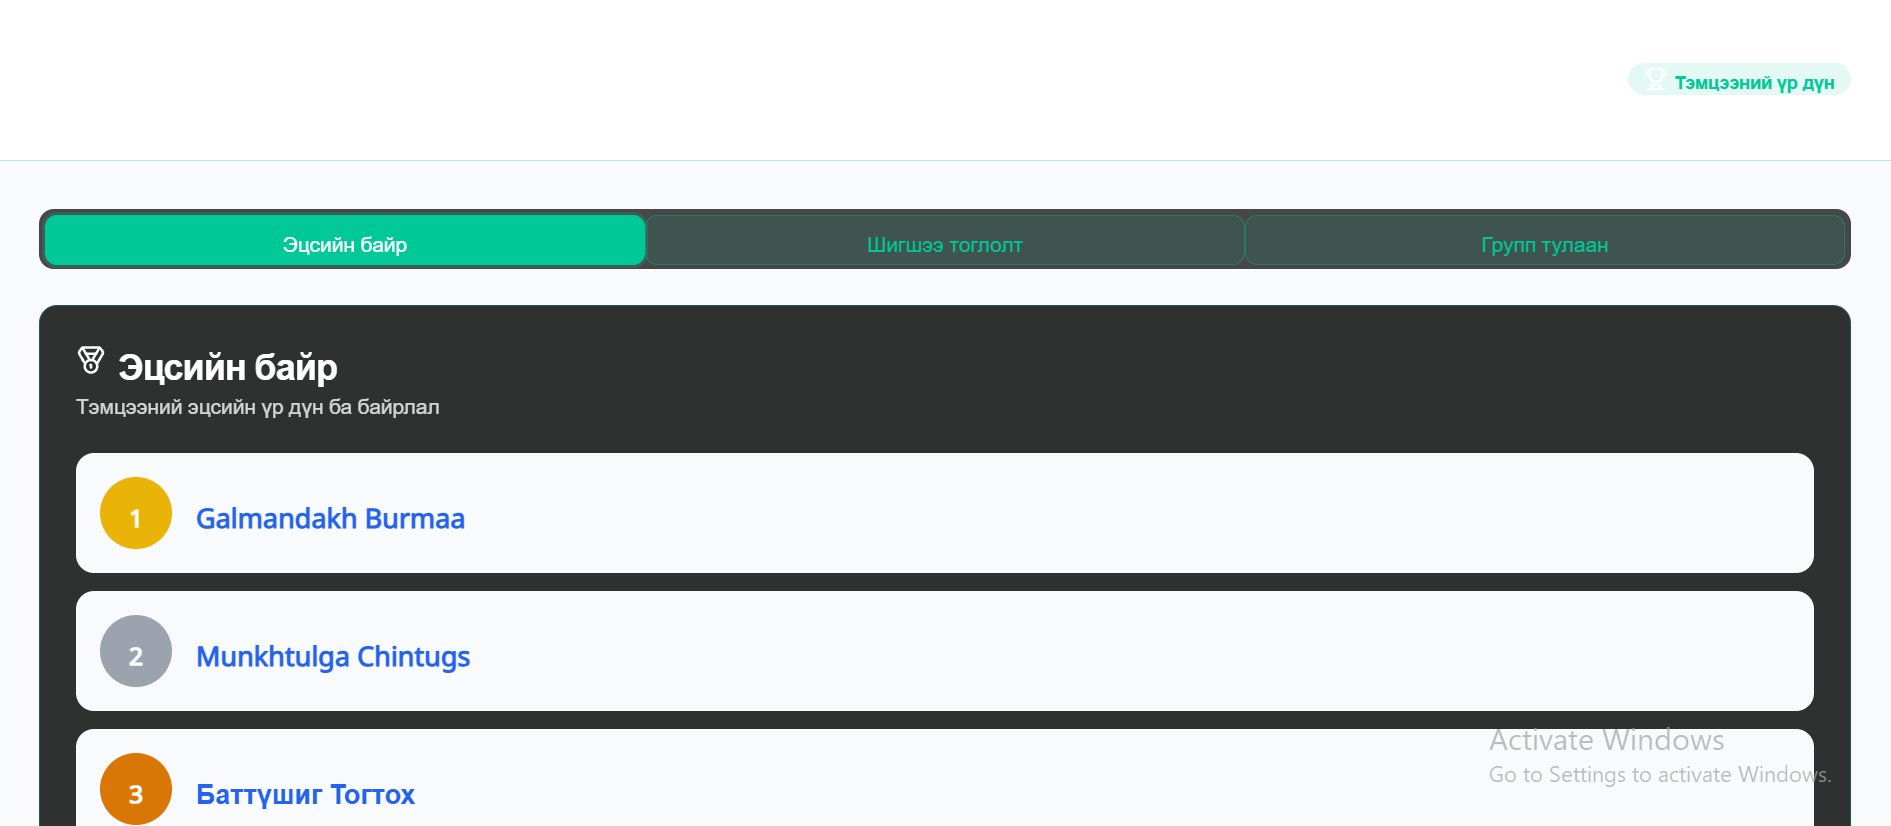 Тэмцээний үр дүн
Эцсийн байр
Шигшээ тоглолт
Групп тулаан
Эцсийн байр
Тэмцээний эцсийн үр дүн ба байрлал
1
Galmandakh Burmaa
2
Munkhtulga Chintugs
3
Баттүшиг Тогтох
Activate Windows
Go to Settings to activate Windows.